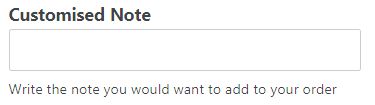 Customised Note
Write the note you would want to add to your order